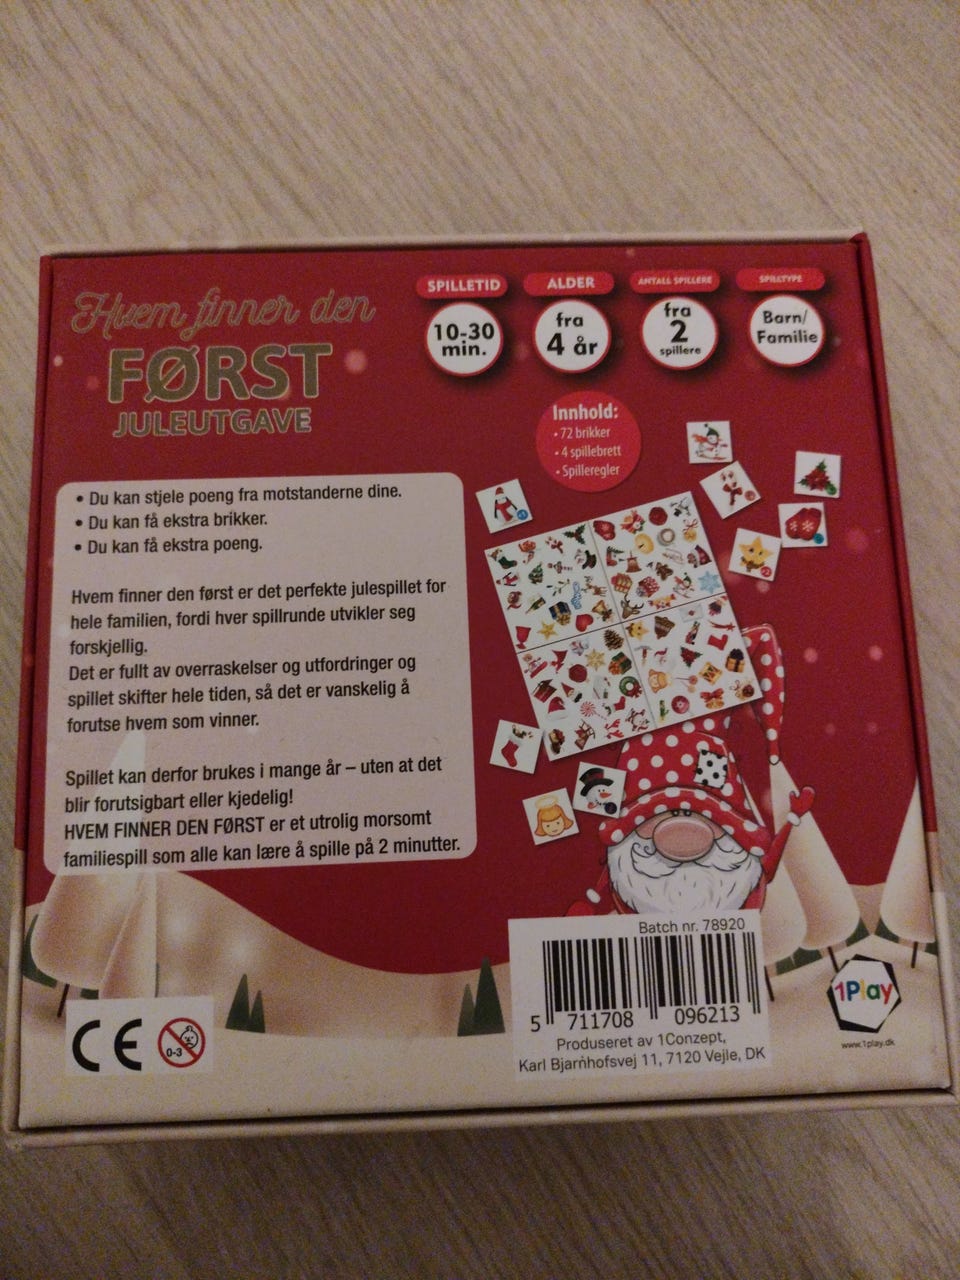 Hvem finner den
FØRST
JULEUTGAVE
SPILLETID
10-30
min.
ALDER
fra
4 år
ANTALL SPILLERE
fra
2
spillere
SPILLTYPE
Barn/
Familie
Innhold:
• 72 brikker
• 4 spillebrett
• Spilleregler
• Du kan stjele poeng fra motstanderne dine.
• Du kan få ekstra brikker.
• Du kan få ekstra poeng.
Hvem finner den først er det perfekte julespillet for
hele familien, fordi hver spillrunde utvikler seg
forskjellig.
Det er fullt av overraskelser og utfordringer og
spillet skifter hele tiden, så det er vanskelig å
forutse hvem som vinner.
Spillet kan derfor brukes i mange år – uten at det
blir forutsigbart eller kjedelig!
HVEM FINNER DEN FØRST er et utrolig morsomt
familiespill som alle kan lære å spille på 2 minutter.
CE
0-3
Batch nr. 78920
5 711708 096213
Produseret av 1Conzept,
Karl Bjarnhofsvej 11, 7120 Vejle, DK
1Play
www.1play.dk